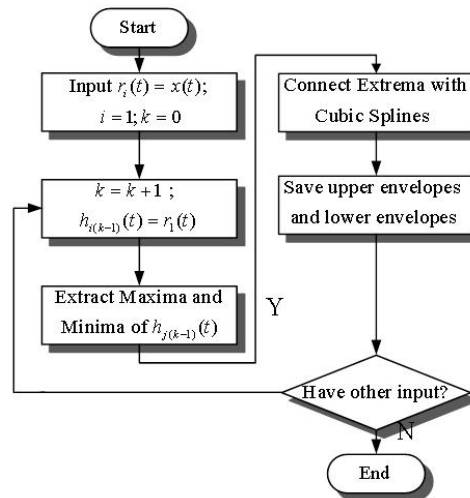 Start
Input r_i(t) = x(t);
i = 1; k = 0
k = k + 1 ;
h_{i(k-1)}(t) = r_1(t)
Extract Maxima and
Minima of h_{j(k-1)}(t)
Connect Extrema with
Cubic Splines
Save upper envelopes
and lower envelopes
Y
Have other input?
N
End